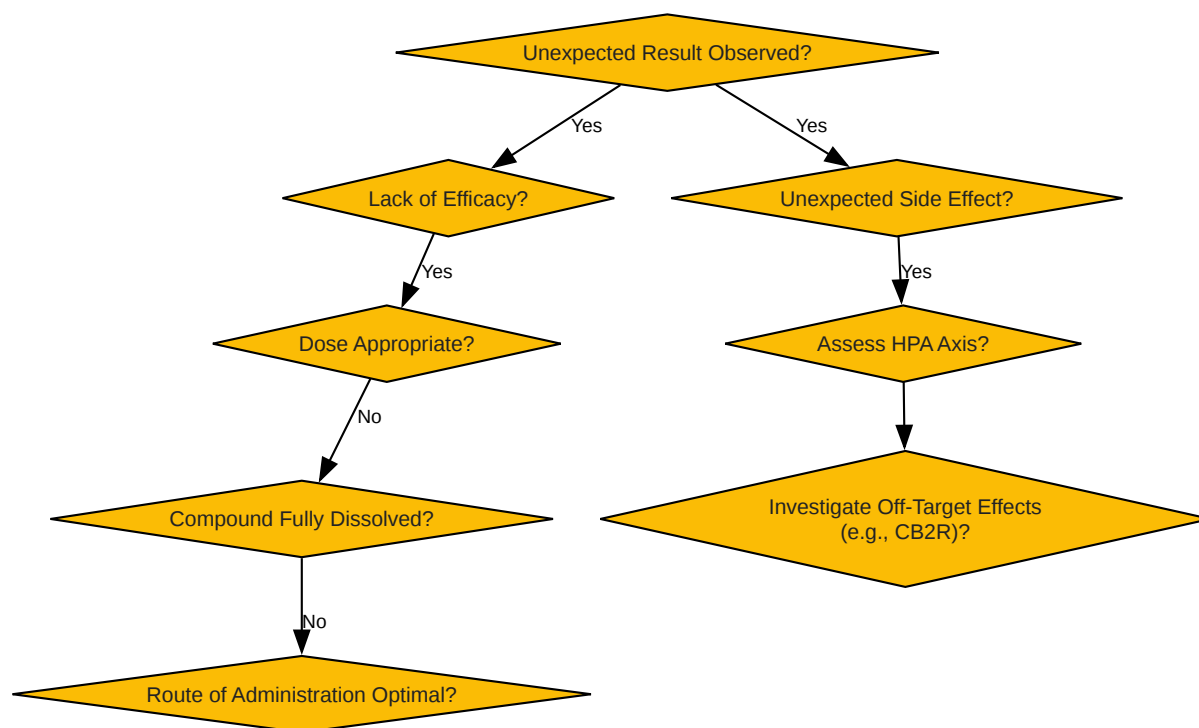 Unexpected Result Observed?
Yes
Yes
Lack of Efficacy?
Unexpected Side Effect?
Yes
Yes
Dose Appropriate?
Assess HPA Axis?
No
Compound Fully Dissolved?
Investigate Off-Target Effects
(e.g., CB2R)?
No
Route of Administration Optimal?